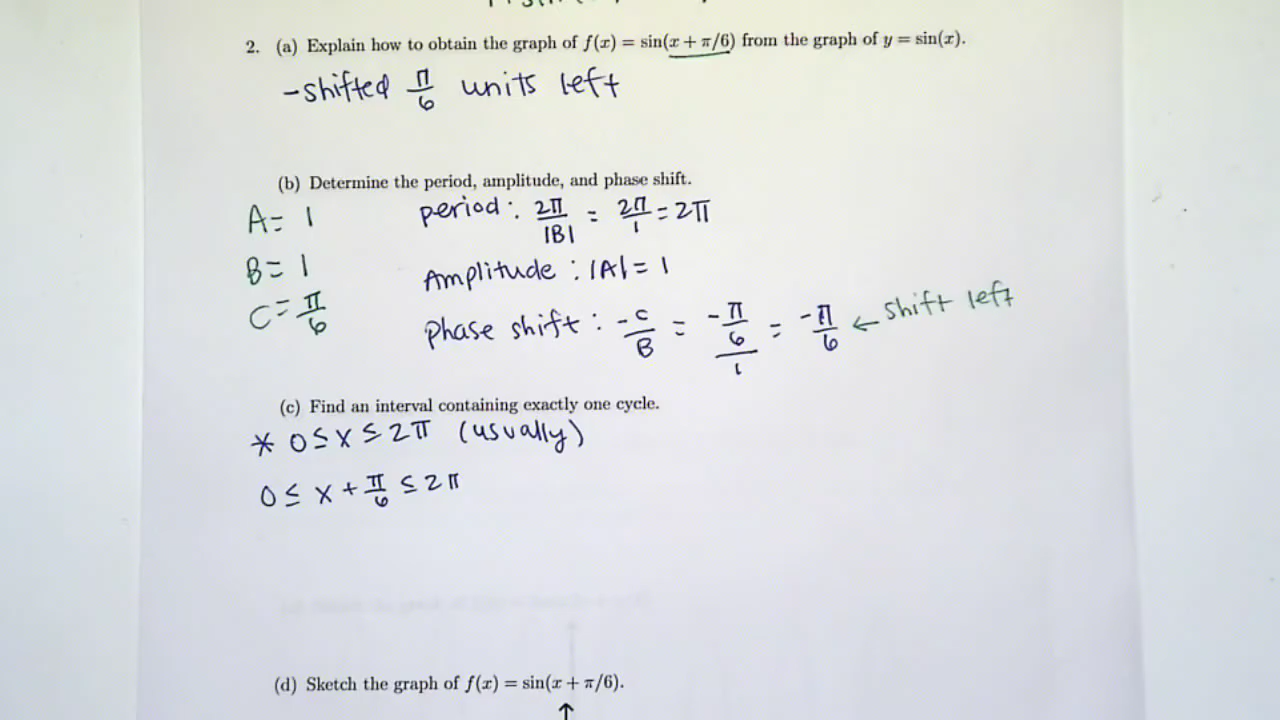 2. (a) Explain how to obtain the graph of f(x) = sin(x + π/6) from the graph of y = sin(x).
-shifted π/6 units left
(b) Determine the period, amplitude, and phase shift.
A= 1
period: 2π/|B| = 2π/1 = 2π
B= 1
Amplitude: |A| = 1
C= π/6
phase shift: -C/B = -π/6/1 = -π/6 ← shift left
(c) Find an interval containing exactly one cycle.
* 0 ≤ x ≤ 2π (usually)
0 ≤ x + π/6 ≤ 2π
(d) Sketch the graph of f(x) = sin(x + π/6).